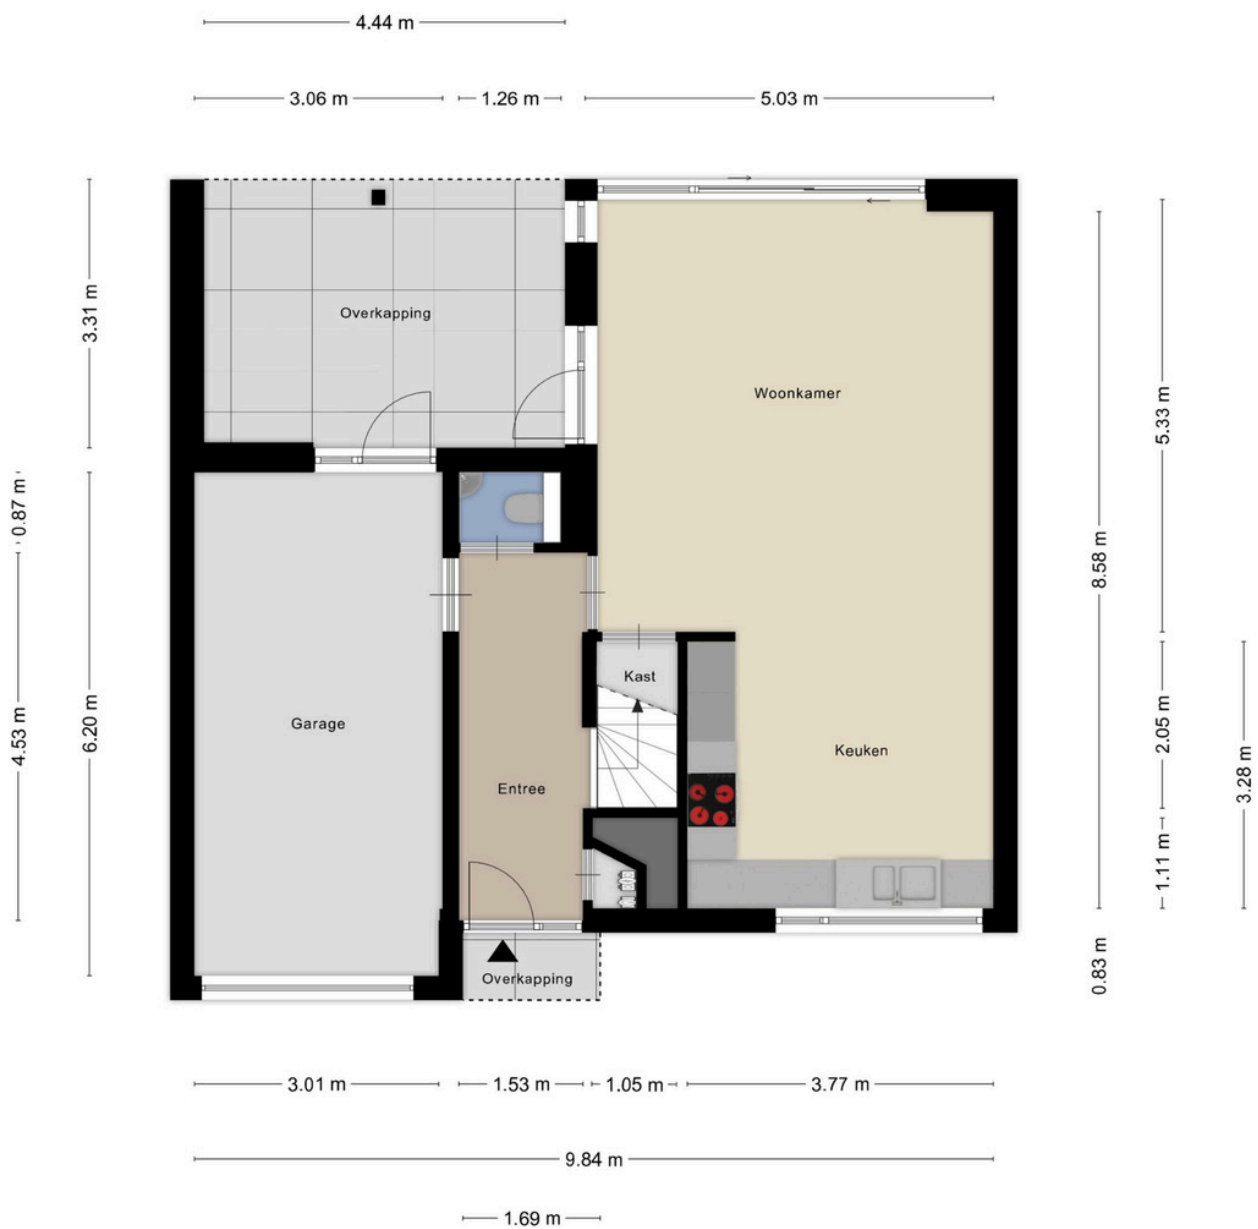 4.44 m
3.06 m
1.26 m
5.03 m
3.31 m
Overkapping
Woonkamer
5.33 m
0.87 m
8.58 m
Kast
6.20 m
4.53 m
Garage
Keuken
2.05 m
3.28 m
Entree
1.11 m
Overkapping
0.83 m
3.01 m
1.53 m
1.05 m
3.77 m
9.84 m
1.69 m